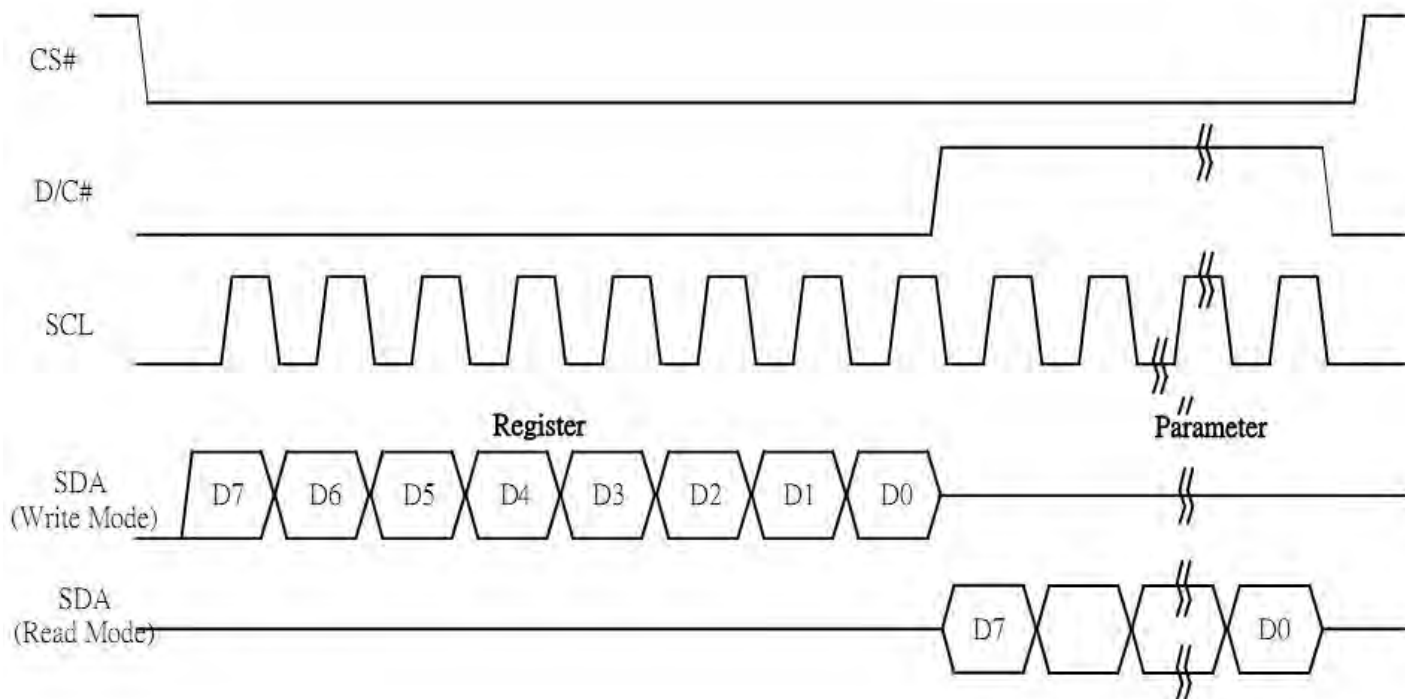 CS#
D/C#
SCL
Register
Parameter
SDA
(Write Mode)
D7 D6 D5 D4 D3 D2 D1 D0
SDA
(Read Mode)
D7 D0